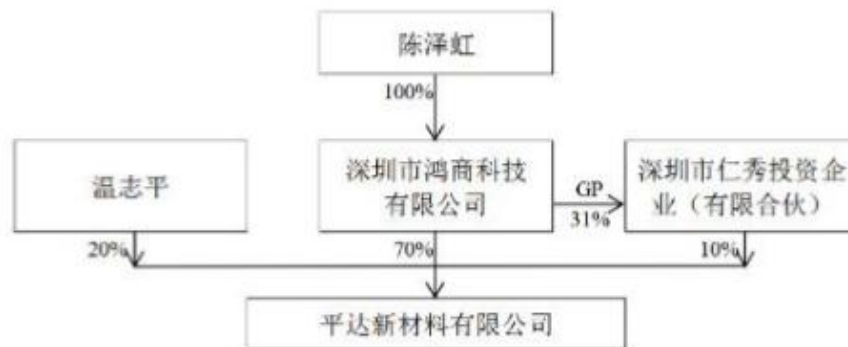 陈泽虹
100%
温志平
深圳市鸿商科技
有限公司
GP
31%
深圳市仁秀投资企
业（有限合伙）
20%
70%
10%
平达新材料有限公司